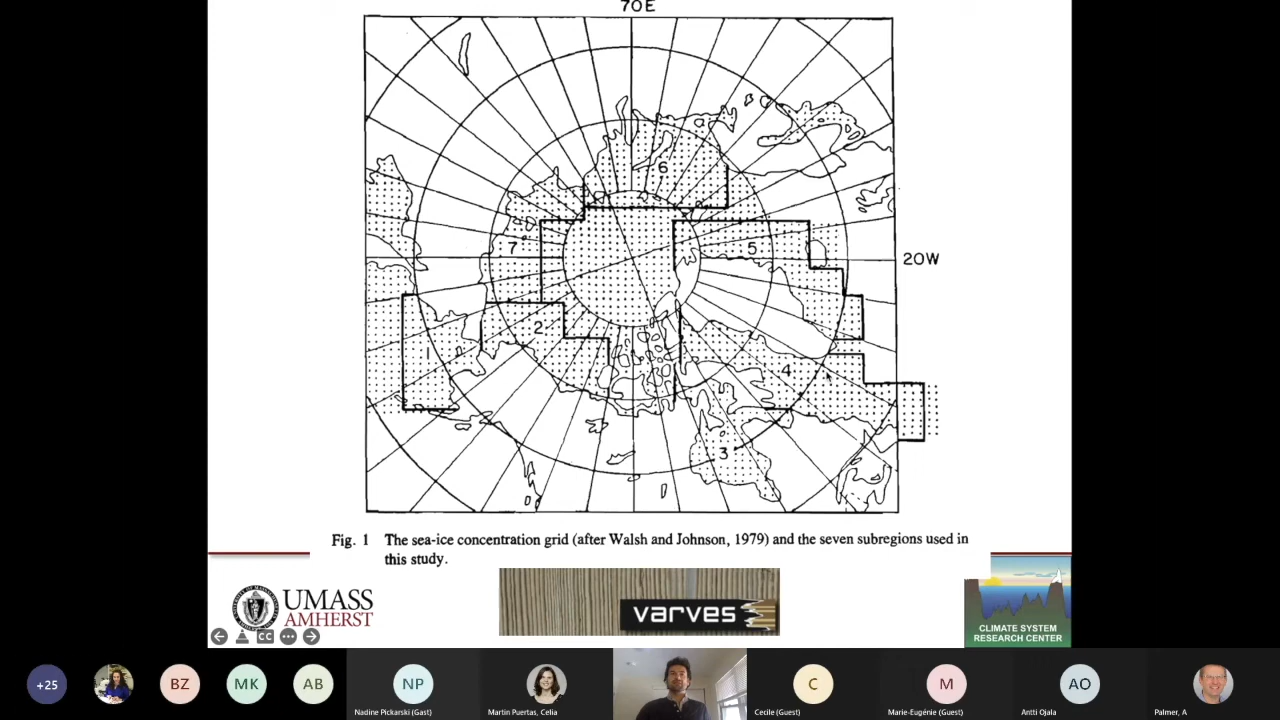 70E
6
7
5
20W
2
1
4
3
Fig. 1 The sea-ice concentration grid (after Walsh and Johnson, 1979) and the seven subregions used in
this study.
varves
UMASS
AMHERST
CLIMATE SYSTEM
RESEARCH CENTER
CC
+25
BZ
MK
AB
NP
C
M
AO
Nadine Pickarski (Gast)
Martin Puertas, Celia
Cecile (Guest)
Marie-Eugénie (Guest)
Antti Ojala
Palmer, A